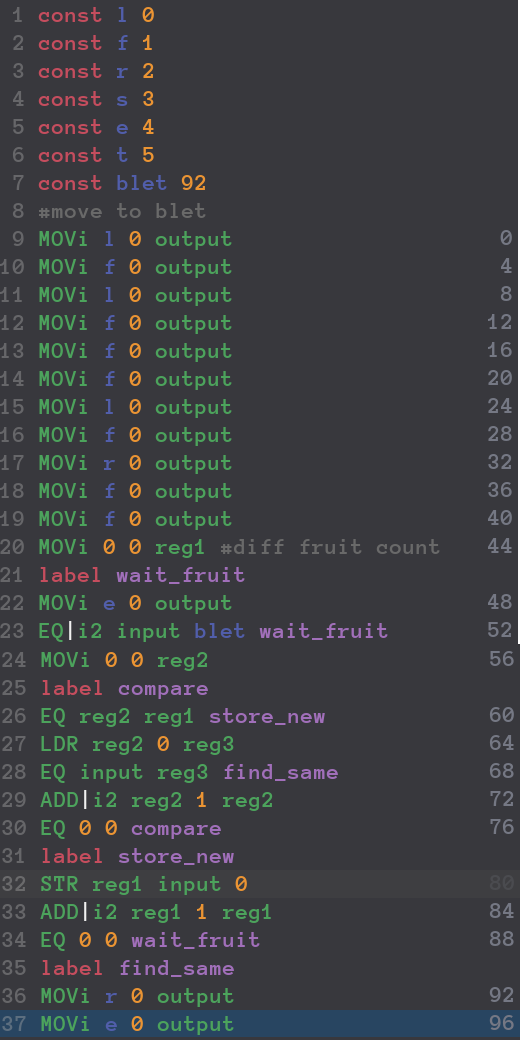 1 const l 0
2 const f 1
3 const r 2
4 const s 3
5 const e 4
6 const t 5
7 const blet 92
8 #move to blet
9 MOVi l 0 output 0
10 MOVi f 0 output 4
11 MOVi l 0 output 8
12 MOVi f 0 output 12
13 MOVi f 0 output 16
14 MOVi f 0 output 20
15 MOVi l 0 output 24
16 MOVi f 0 output 28
17 MOVi r 0 output 32
18 MOVi f 0 output 36
19 MOVi f 0 output 40
20 MOVi 0 0 reg1 #diff fruit count 44
21 label wait_fruit
22 MOVi e 0 output 48
23 EQ|i2 input blet wait_fruit 52
24 MOVi 0 0 reg2 56
25 label compare
26 EQ reg2 reg1 store_new 60
27 LDR reg2 0 reg3 64
28 EQ input reg3 find_same 68
29 ADD|i2 reg2 1 reg2 72
30 EQ 0 0 compare 76
31 label store_new
32 STR reg1 input 0 80
33 ADD|i2 reg1 1 reg1 84
34 EQ 0 0 wait_fruit 88
35 label find_same
36 MOVi r 0 output 92
37 MOVi e 0 output 96